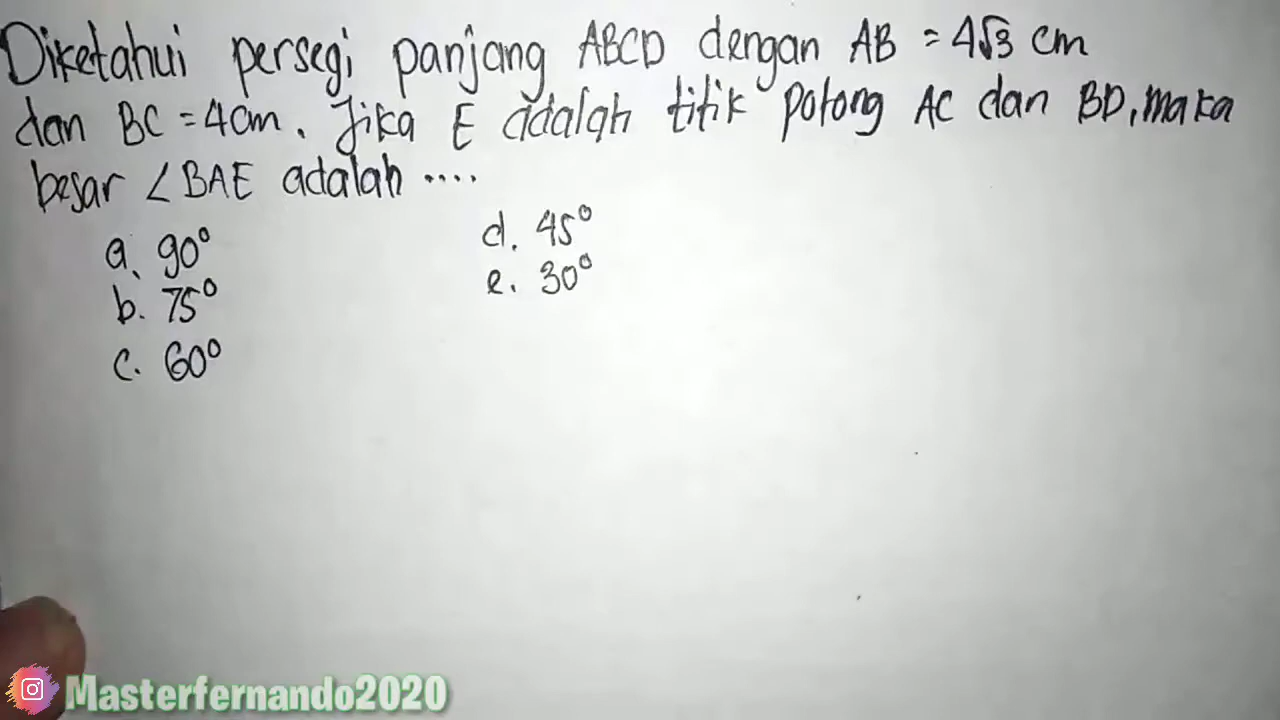 Diketahui persegi panjang ABCD dengan AB = 4√3 cm
dan BC = 4cm. Jika E adalah titik potong AC dan BD, maka
besar ∠BAE adalah ....
a. 90°
b. 75°
c. 60°
d. 45°
e. 30°
Masterfernando2020